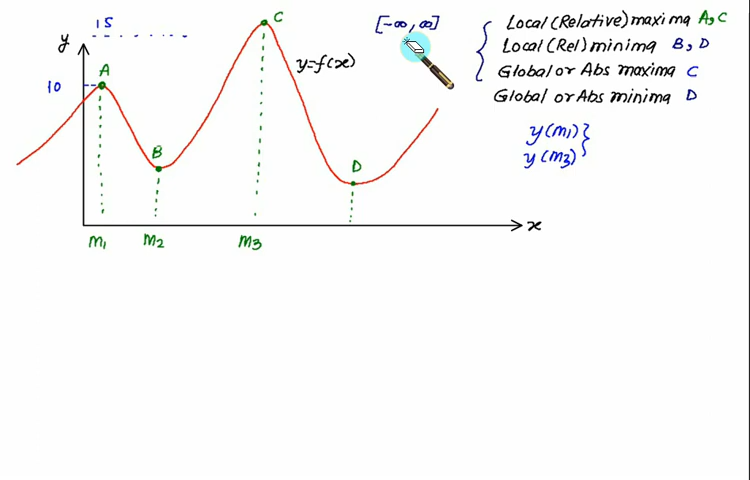 15
y
10
A
B
C
D
y=f(x)
[-∞,∞]
m1
m2
m3
x
Local(Relative)maxima A,C
Local(Rel)minima B,D
Global or Abs maxima C
Global or Abs minima D
y(m1)}
y(m3)